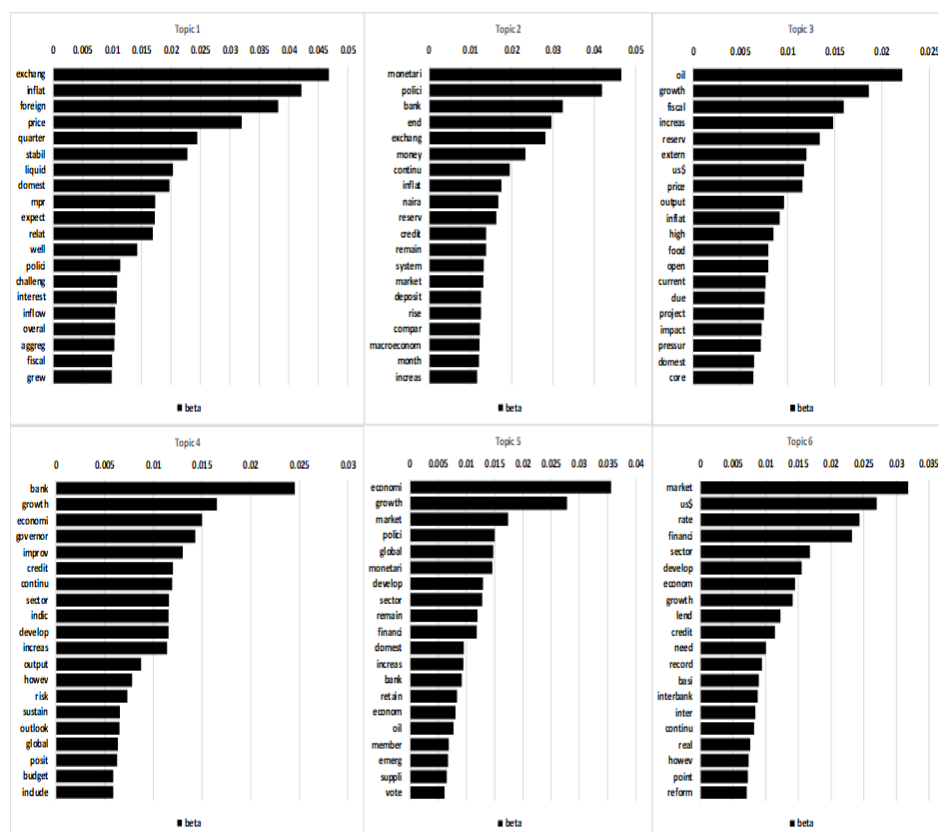 Topic 1
0 0.005 0.01 0.015 0.02 0.025 0.03 0.035 0.04 0.045 0.05
exchang
inflat
foreign
price
quarter
stabil
liquid
domest
mpr
expect
relat
well
polici
challeng
interest
inflow
overal
aggreg
fiscal
grew
beta
Topic 2
0 0.01 0.02 0.03 0.04 0.05
monetari
polici
bank
end
exchang
money
continu
inflat
naira
reserv
credit
remain
system
market
deposit
rise
compar
macroeconom
month
increas
beta
Topic 3
0 0.005 0.01 0.015 0.02 0.025
oil
growth
fiscal
increas
reserv
extern
us$
price
output
inflat
high
food
open
current
due
project
impact
pressur
domest
core
beta
Topic 4
0 0.005 0.01 0.015 0.02 0.025 0.03
bank
growth
economi
governor
improv
credit
continu
sector
indic
develop
increas
output
howev
risk
sustain
outlook
global
posit
budget
include
beta
Topic 5
0 0.005 0.01 0.015 0.02 0.025 0.03 0.035 0.04
economi
growth
market
polici
global
monetari
develop
sector
remain
financi
domest
increas
bank
retain
econom
oil
member
emerg
suppli
vote
beta
Topic 6
0 0.005 0.01 0.015 0.02 0.025 0.03 0.035
market
us$
rate
financi
sector
develop
econom
growth
lend
credit
need
record
basi
interbank
inter
continu
real
howev
point
reform
beta